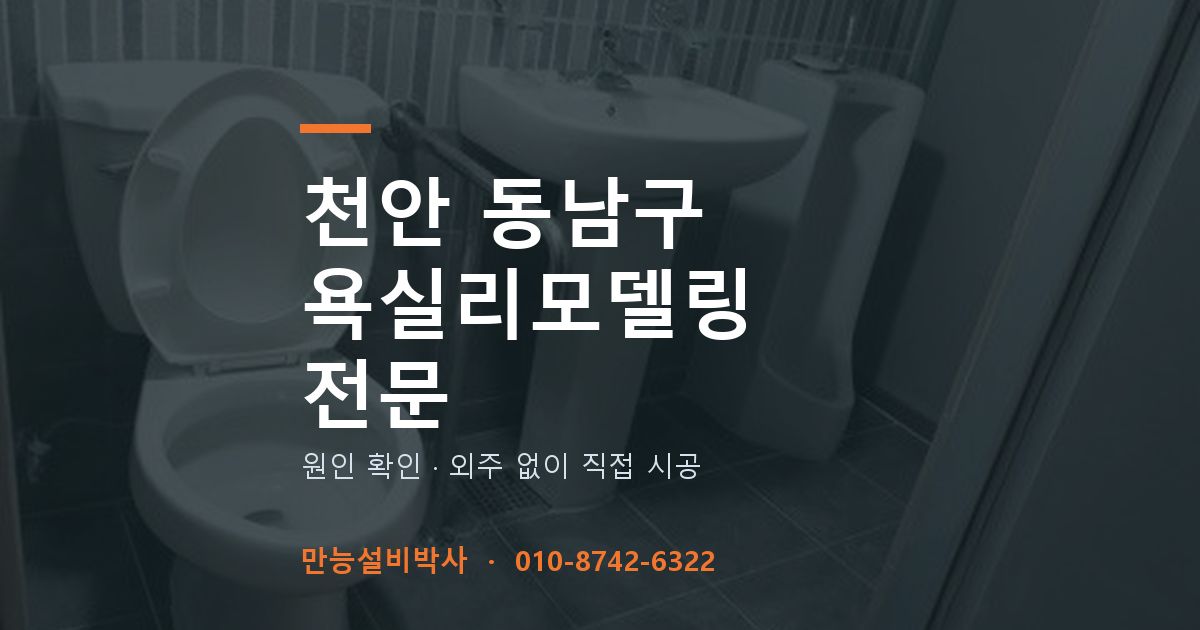 천안 동남구
욕실리모델링
전문
원인 확인 · 외주 없이 직접 시공
만능설비박사 · 010-8742-6322